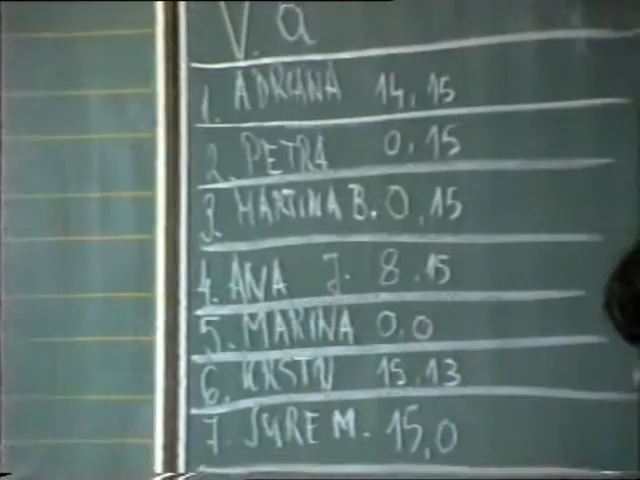 V. a
1. ADRIANA 14, 15
2. PETRA 0, 15
3. MARTINA B. 0, 15
4. ANA J. 8. 15
5. MARINA 0.0
6. 15.13
7. JURE M. 15,0